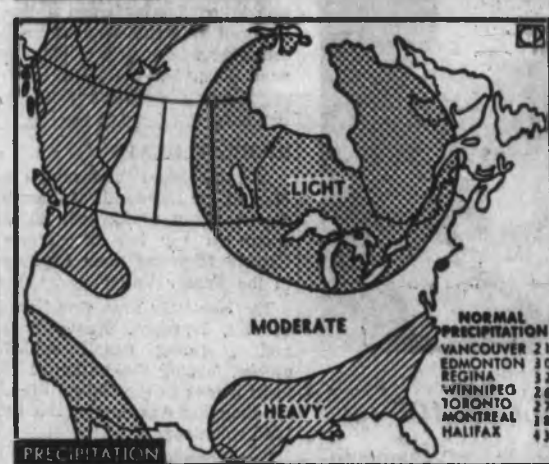 CP
LIGHT
MODERATE
HEAVY
NORMAL
PRECIPITATION
VANCOUVER
EDMONTON
REGINA
WINNIPEG
TORONTO
MONTREAL
HALIFAX
PRECIPITATION